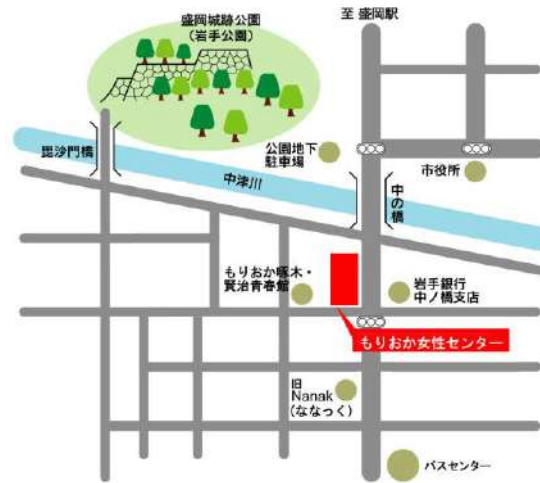 盛岡城跡公園
(岩手公園)
至 盛岡駅
毘沙門橋
公園地下
駐車場
市役所
中津川
中の橋
もりおか啄木・
賢治青春館
岩手銀行
中ノ橋支店
もりおか女性センター
旧
Nanak
(ななっく)
バスセンター